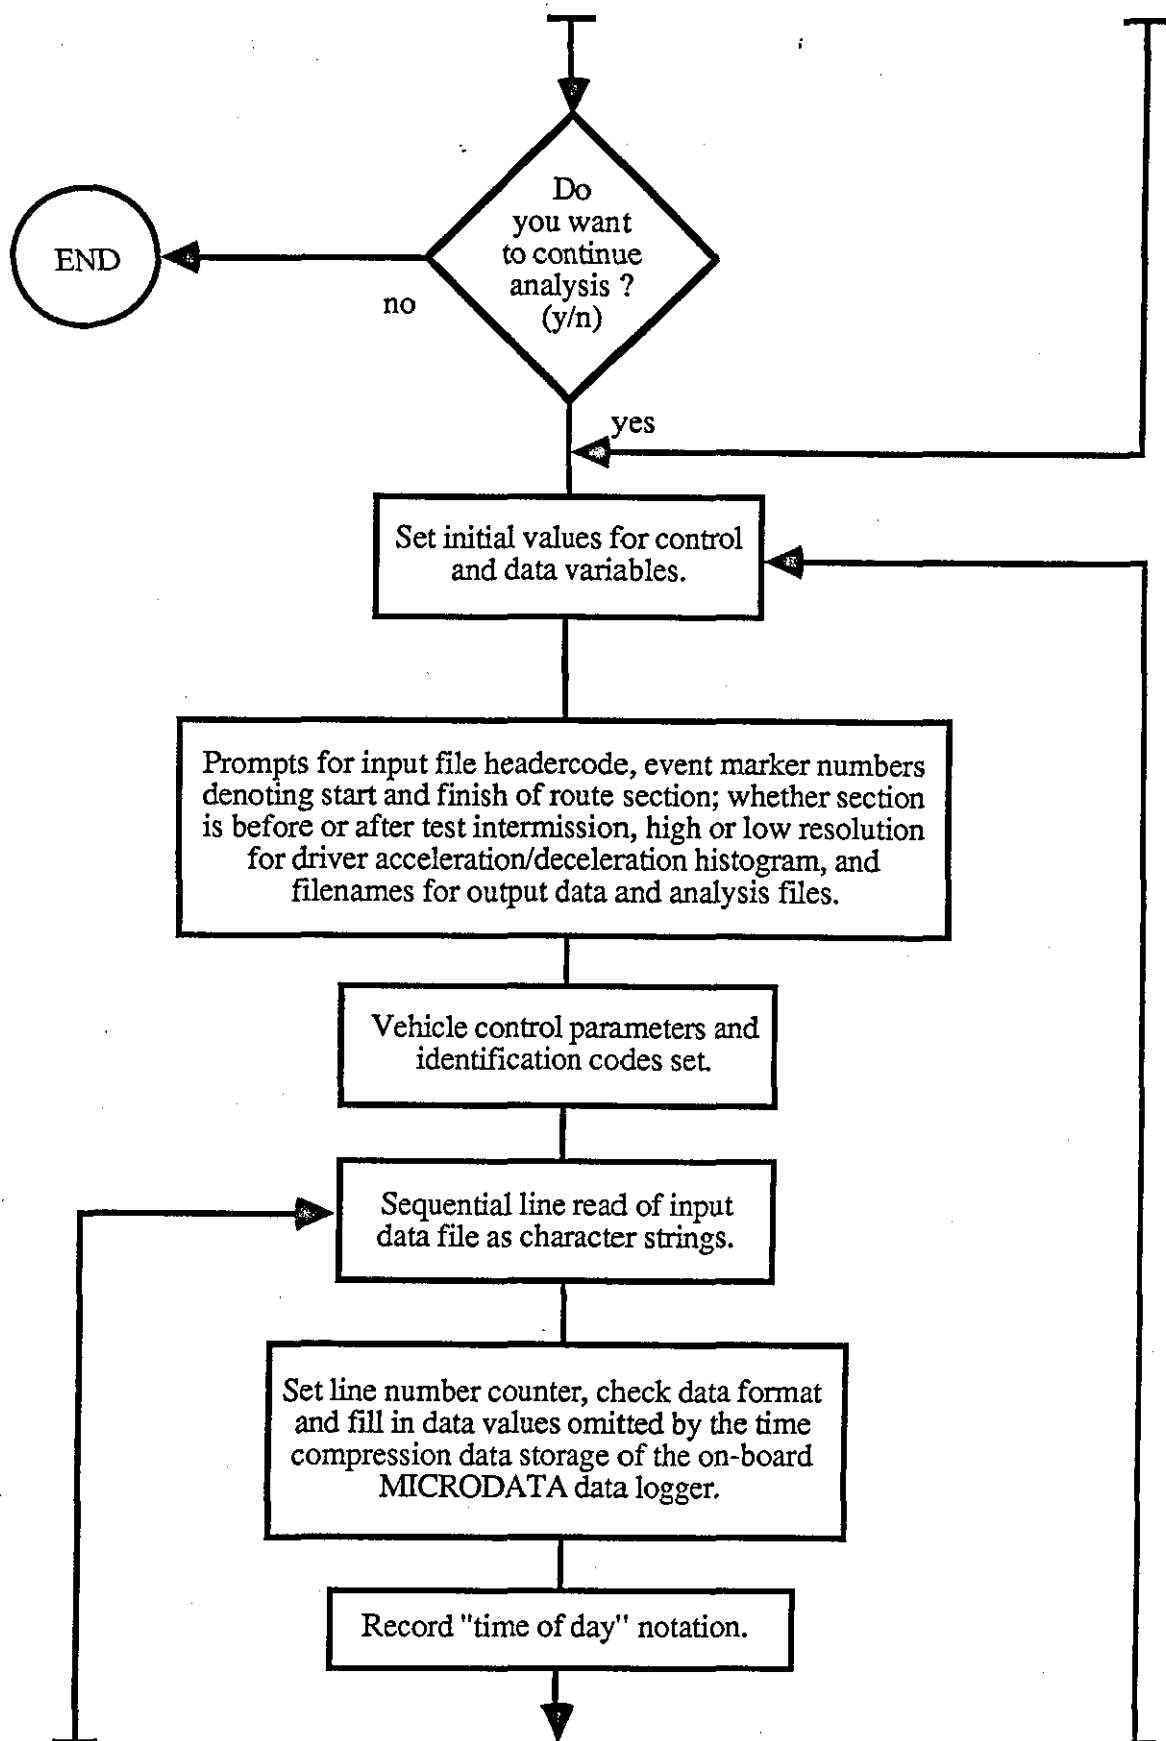 Do
you want
to continue
analysis ?
(y/n)
END
no
yes
Set initial values for control
and data variables.
Prompts for input file headercode, event marker numbers
denoting start and finish of route section; whether section
is before or after test intermission, high or low resolution
for driver acceleration/deceleration histogram, and
filenames for output data and analysis files.
Vehicle control parameters and
identification codes set.
Sequential line read of input
data file as character strings.
Set line number counter, check data format
and fill in data values omitted by the time
compression data storage of the on-board
MICRODATA data logger.
Record "time of day" notation.